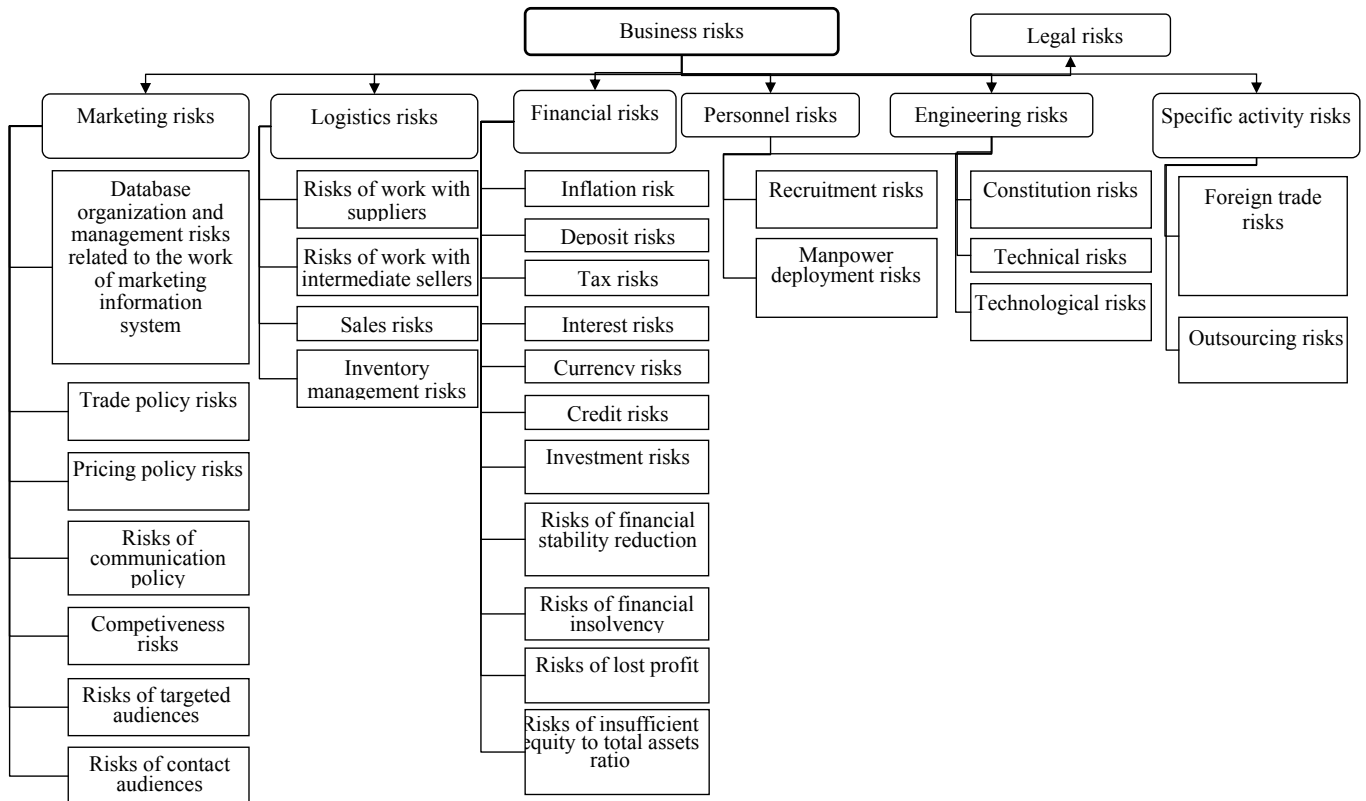 Business risks
Legal risks
Marketing risks
Logistics risks
Financial risks
Personnel risks
Engineering risks
Specific activity risks
Database
organization and
management risks
related to the work
of marketing
information
system
Trade policy risks
Pricing policy risks
Risks of
communication
policy
Competiveness
risks
Risks of targeted
audiences
Risks of contact
audiences
Risks of work with
suppliers
Risks of work with
intermediate sellers
Sales risks
Inventory
management risks
Inflation risk
Deposit risks
Tax risks
Interest risks
Currency risks
Credit risks
Investment risks
Risks of financial
stability reduction
Risks of financial
insolvency
Risks of lost profit
Risks of insufficient
equity to total assets
ratio
Recruitment risks
Manpower
deployment risks
Constitution risks
Technical risks
Technological risks
Foreign trade
risks
Outsourcing risks